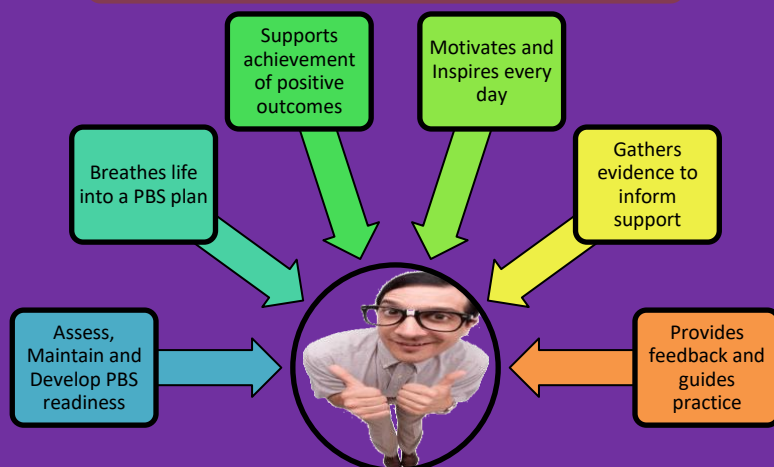 Supports
achievement
of positive
outcomes
Motivates and
Inspires every
day
Breathes life
into a PBS plan
Gathers
evidence to
inform
support
Assess,
Maintain and
Develop PBS
readiness
Provides
feedback and
guides
practice